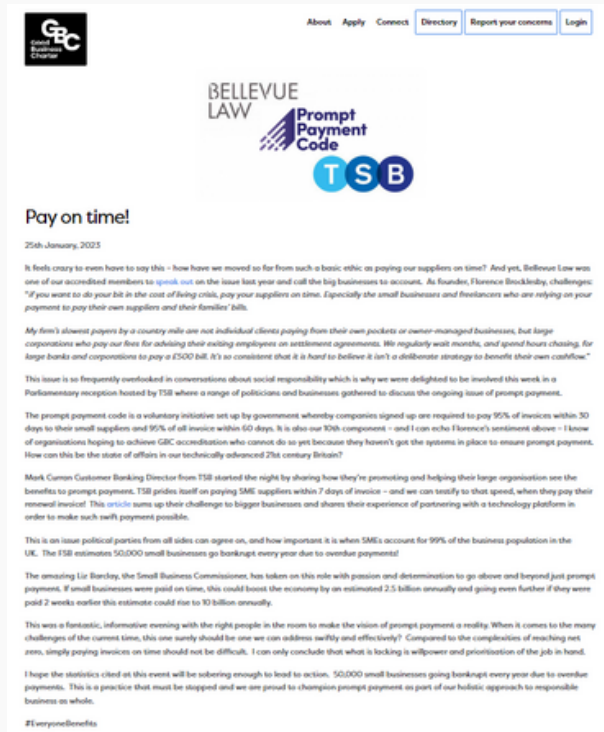 GBC
Good
Business
Charter
About Apply Connect Directory Report your concerns Login
BELLEVUE
LAW
Prompt
Payment
Code
TSB
Pay on time!
25th January, 2023
It feels crazy to even have to say this – how have we moved so far from such a basic ethic as paying our suppliers on time? And yet, Bellevue Law was
one of our accredited members to speak out on the issue last year and call the big businesses to account. As founder, Florence Brocklesby, challenges:
"If you want to do your bit in the cost of living crisis, pay your suppliers on time. Especially the small businesses and freelancers who are relying on your
payment to pay their own suppliers and their families' bills.
My firm's slowest payers by a country mile are not individual clients paying from their own pockets or owner-managed businesses, but large
corporations who pay our fees for advising their exiting employees on settlement agreements. We regularly wait months, and spend hours chasing, for
large banks and corporations to pay a £500 bill. It's so consistent that it is hard to believe it isn't a deliberate strategy to benefit their own cashflow."
This issue is so frequently overlooked in conversations about social responsibility which is why we were delighted to be involved this week in a
Parliamentary reception hosted by TSB where a range of politicians and businesses gathered to discuss the ongoing issue of prompt payment.
The prompt payment code is a voluntary initiative set up by government whereby companies signed up are required to pay 95% of invoices within 30
days to their small suppliers and 95% of all invoice within 60 days. It is also our 10th component – and I can echo Florence's sentiment above – I know
of organisations hoping to achieve GBC accreditation who cannot do so yet because they haven't got the systems in place to ensure prompt payment.
How can this be the state of affairs in our technically advanced 21st century Britain?
Mark Curran Customer Banking Director from TSB started the night by sharing how they're promoting and helping their large organisation see the
benefits to prompt payment. TSB prides itself on paying SME suppliers within 7 days of invoice – and we can testify to that speed, when they pay their
renewal invoice! This article sums up their challenge to bigger businesses and shares their experience of partnering with a technology platform in
order to make such swift payment possible.
This is an issue political parties from all sides can agree on, and how important it is when SMEs account for 99% of the business population in the
UK. The FSB estimates 50,000 small businesses go bankrupt every year due to overdue payments!
The amazing Liz Barclay, the Small Business Commissioner, has taken on this role with passion and determination to go above and beyond just prompt
payment. If small businesses were paid on time, this could boost the economy by an estimated 2.5 billion annually and going even further if they were
paid 2 weeks earlier this estimate could rise to 10 billion annually.
This was a fantastic, informative evening with the right people in the room to make the vision of prompt payment a reality. When it comes to the many
challenges of the current time, this one surely should be one we can address swiftly and effectively? Compared to the complexities of reaching net
zero, simply paying invoices on time should not be difficult. I can only conclude that what is lacking is willpower and prioritisation of the job in hand.
I hope the statistics cited at this event will be sobering enough to lead to action. 50,000 small businesses going bankrupt every year due to overdue
payments. This is a practice that must be stopped and we are proud to champion prompt payment as part of our holistic approach to responsible
business as whole.
#EveryoneBenefits